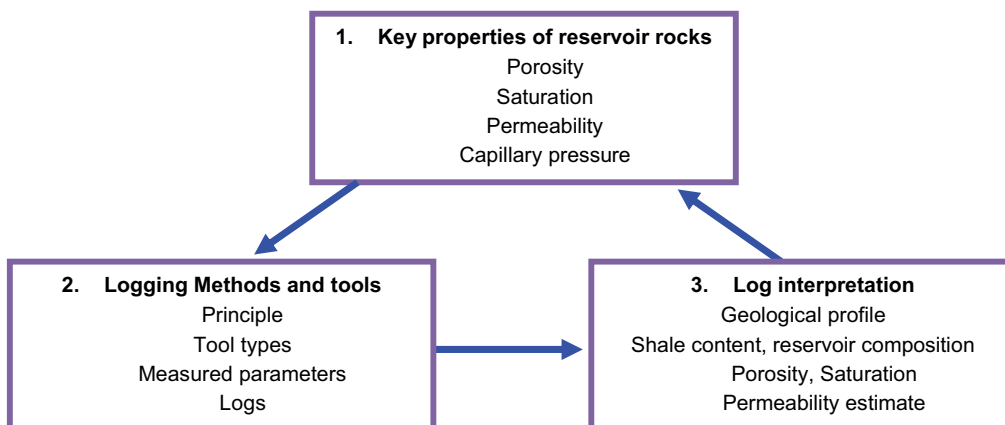 1. Key properties of reservoir rocks
Porosity
Saturation
Permeability
Capillary pressure
2. Logging Methods and tools
Principle
Tool types
Measured parameters
Logs
3. Log interpretation
Geological profile
Shale content, reservoir composition
Porosity, Saturation
Permeability estimate